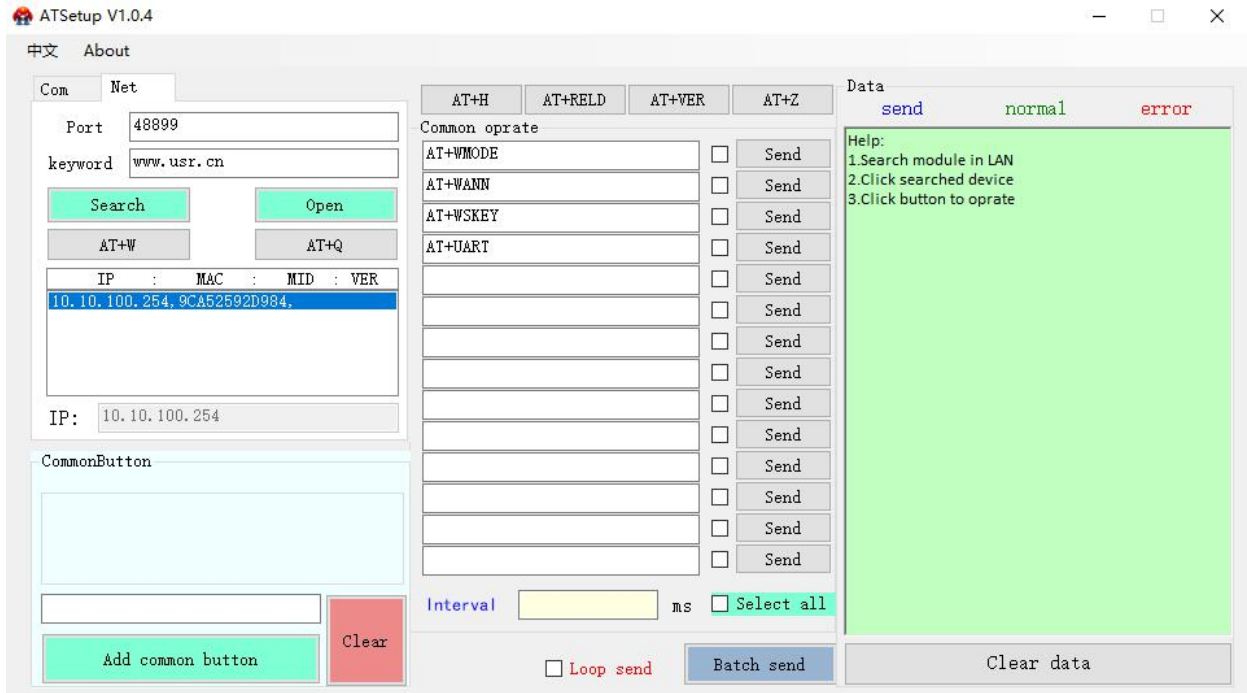 ATSetup V1.0.4
中文 About
Com Net
Port 48899
keyword www.usr.cn
Search Open
AT+W AT+Q
IP : MAC : MID : VER
10.10.100.254,9CA52592D984,
IP: 10.10.100.254
CommonButton
Add common button
Clear
AT+H AT+RELD AT+VER AT+Z
Common oprate
AT+WMODE Send
AT+WANN Send
AT+WSKEY Send
AT+UART Send
Send
Send
Send
Send
Send
Send
Send
Send
Send
Send
Interval ms Select all
Loop send Batch send
Data
send normal error
Help:
1.Search module in LAN
2.Click searched device
3.Click button to oprate
Clear data